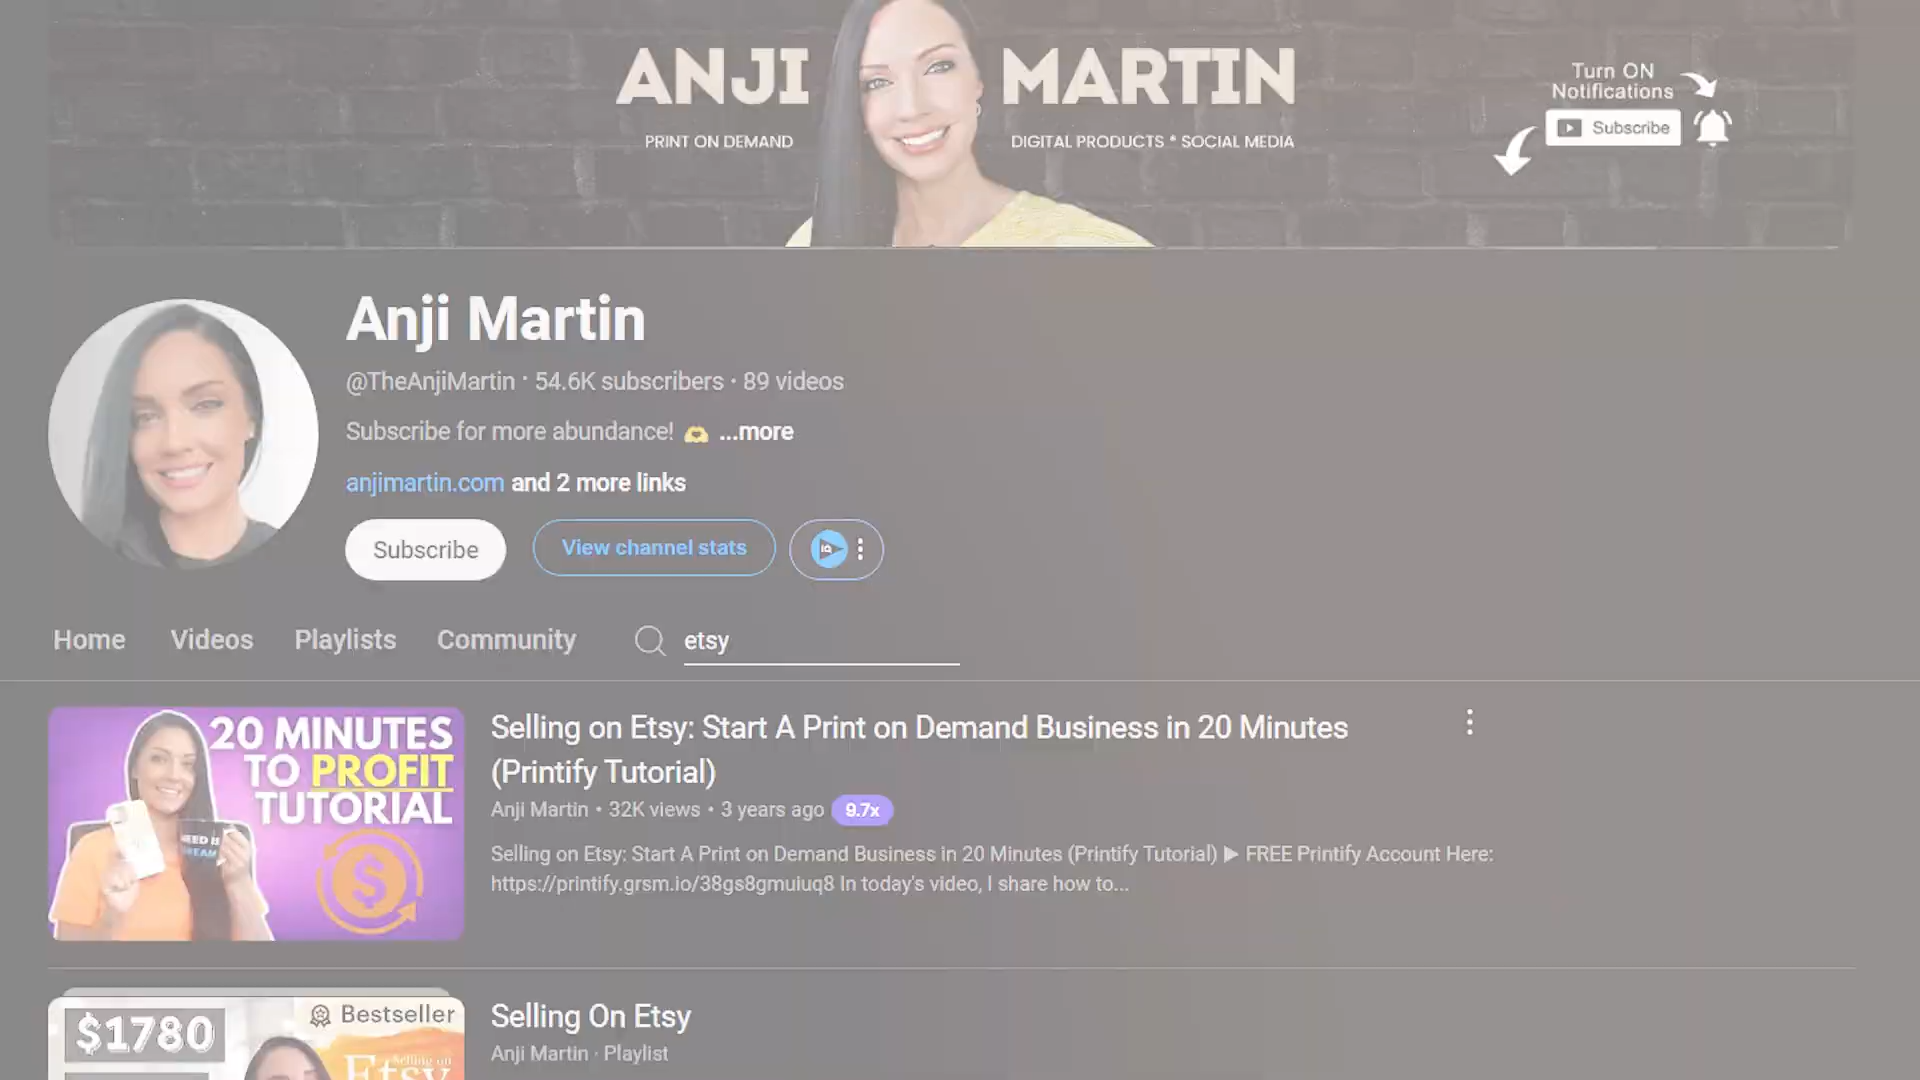 ANJI MARTIN
PRINT ON DEMAND
DIGITAL PRODUCTS * SOCIAL MEDIA
Turn ON
Notifications
Subscribe
Anji Martin
@TheAnjiMartin · 54.6K subscribers · 89 videos
Subscribe for more abundance! 🫶 ...more
anjimartin.com and 2 more links
Subscribe
View channel stats
IQ
Home
Videos
Playlists
Community
etsy
20 MINUTES
TO PROFIT
TUTORIAL
Selling on Etsy: Start A Print on Demand Business in 20 Minutes
(Printify Tutorial)
Anji Martin • 32K views • 3 years ago 9.7x
Selling on Etsy: Start A Print on Demand Business in 20 Minutes (Printify Tutorial) ▶ FREE Printify Account Here:
https://printify.grsm.io/38gs8gmuiuq8 In today's video, I share how to...
$1780
Bestseller
Selling on
Etsy
Selling On Etsy
Anji Martin · Playlist